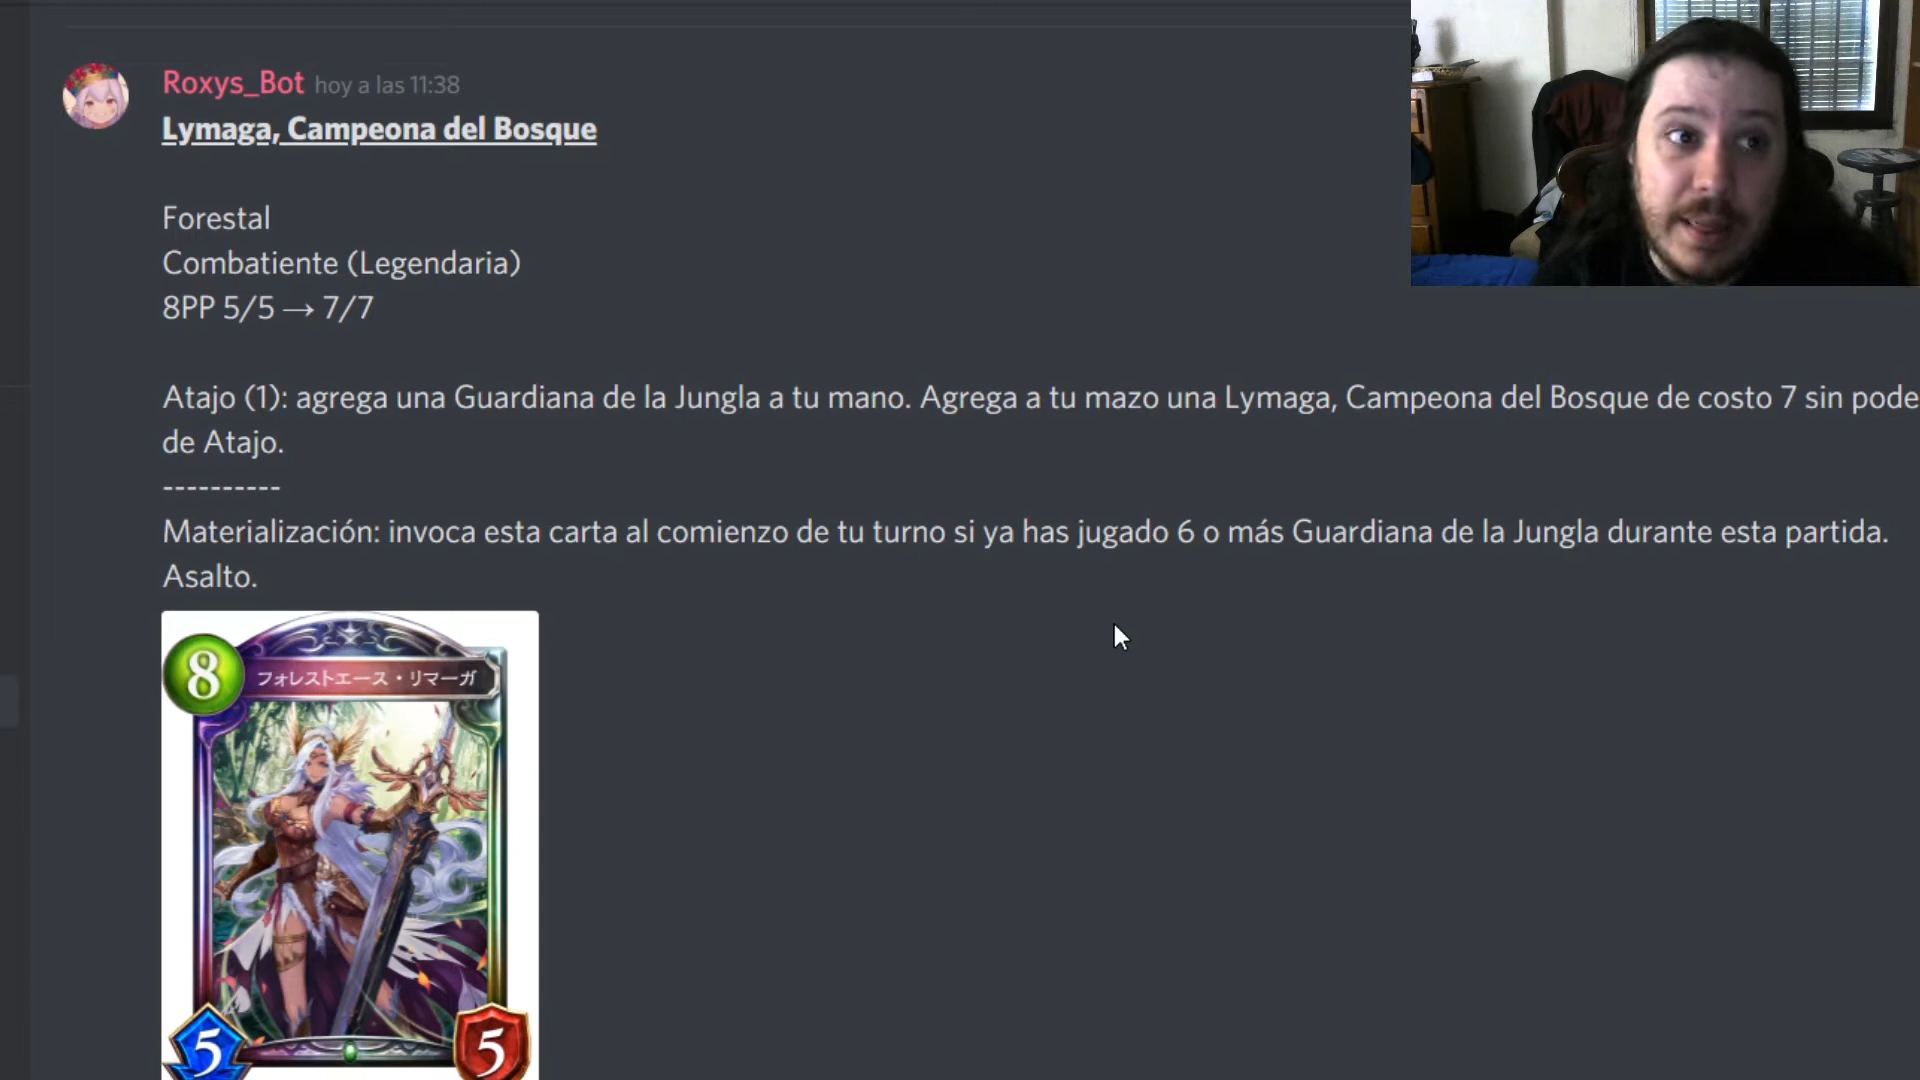 Roxys_Bot hoy a las 11:38
Lymaga, Campeona del Bosque
Forestal
Combatiente (Legendaria)
8PP 5/5 → 7/7
Atajo (1): agrega una Guardiana de la Jungla a tu mano. Agrega a tu mazo una Lymaga, Campeona del Bosque de costo 7 sin pode
de Atajo.
----------
Materialización: invoca esta carta al comienzo de tu turno si ya has jugado 6 o más Guardiana de la Jungla durante esta partida.
Asalto.
8
フォレストエース・リマーガ
5
5